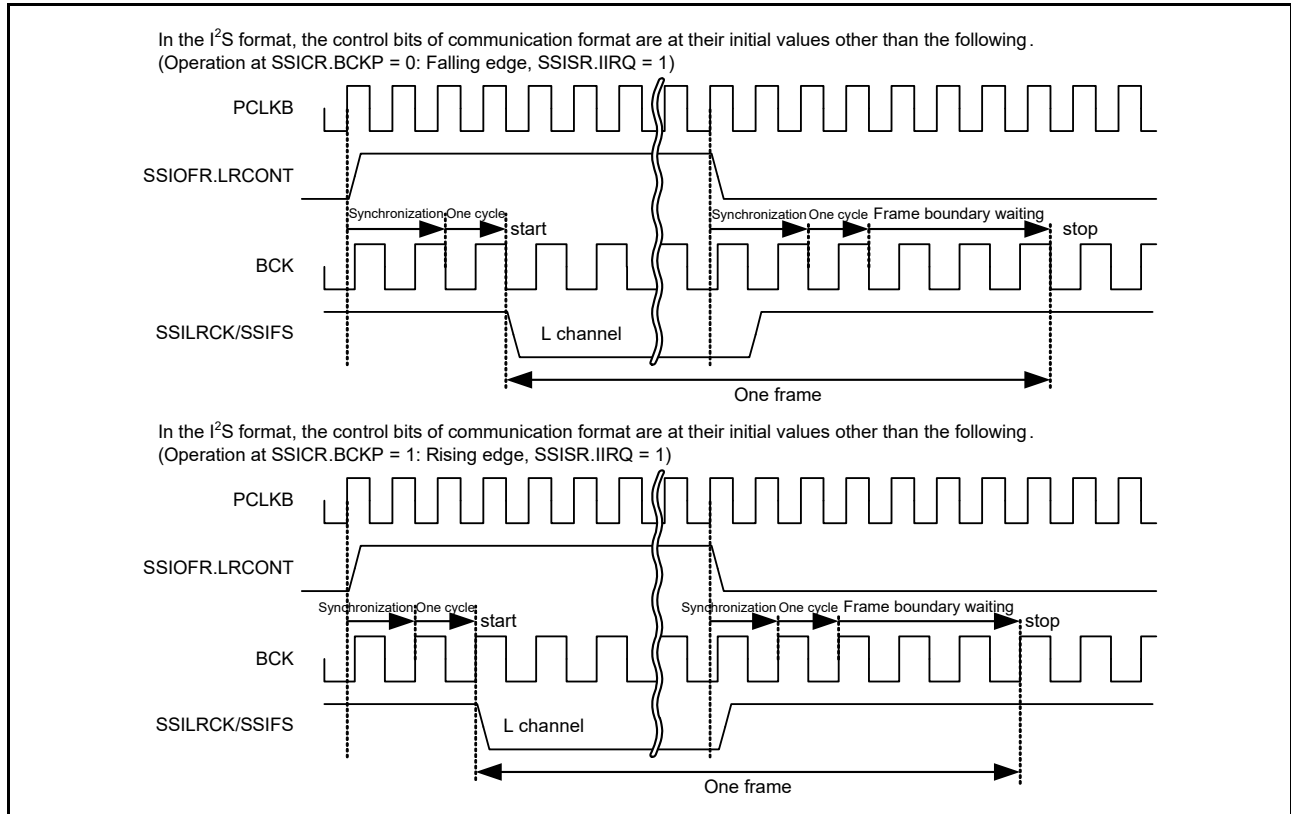 In the I2S format, the control bits of communication format are at their initial values other than the following .
(Operation at SSICR.BCKP = 0: Falling edge, SSISR.IIRQ = 1)
PCLKB
SSIOFR.LRCONT
Synchronization One cycle start Synchronization One cycle Frame boundary waiting stop
BCK
SSILRCK/SSIFS L channel
One frame
In the I2S format, the control bits of communication format are at their initial values other than the following .
(Operation at SSICR.BCKP = 1: Rising edge, SSISR.IIRQ = 1)
PCLKB
SSIOFR.LRCONT
Synchronization One cycle start Synchronization One cycle Frame boundary waiting stop
BCK
SSILRCK/SSIFS L channel
One frame